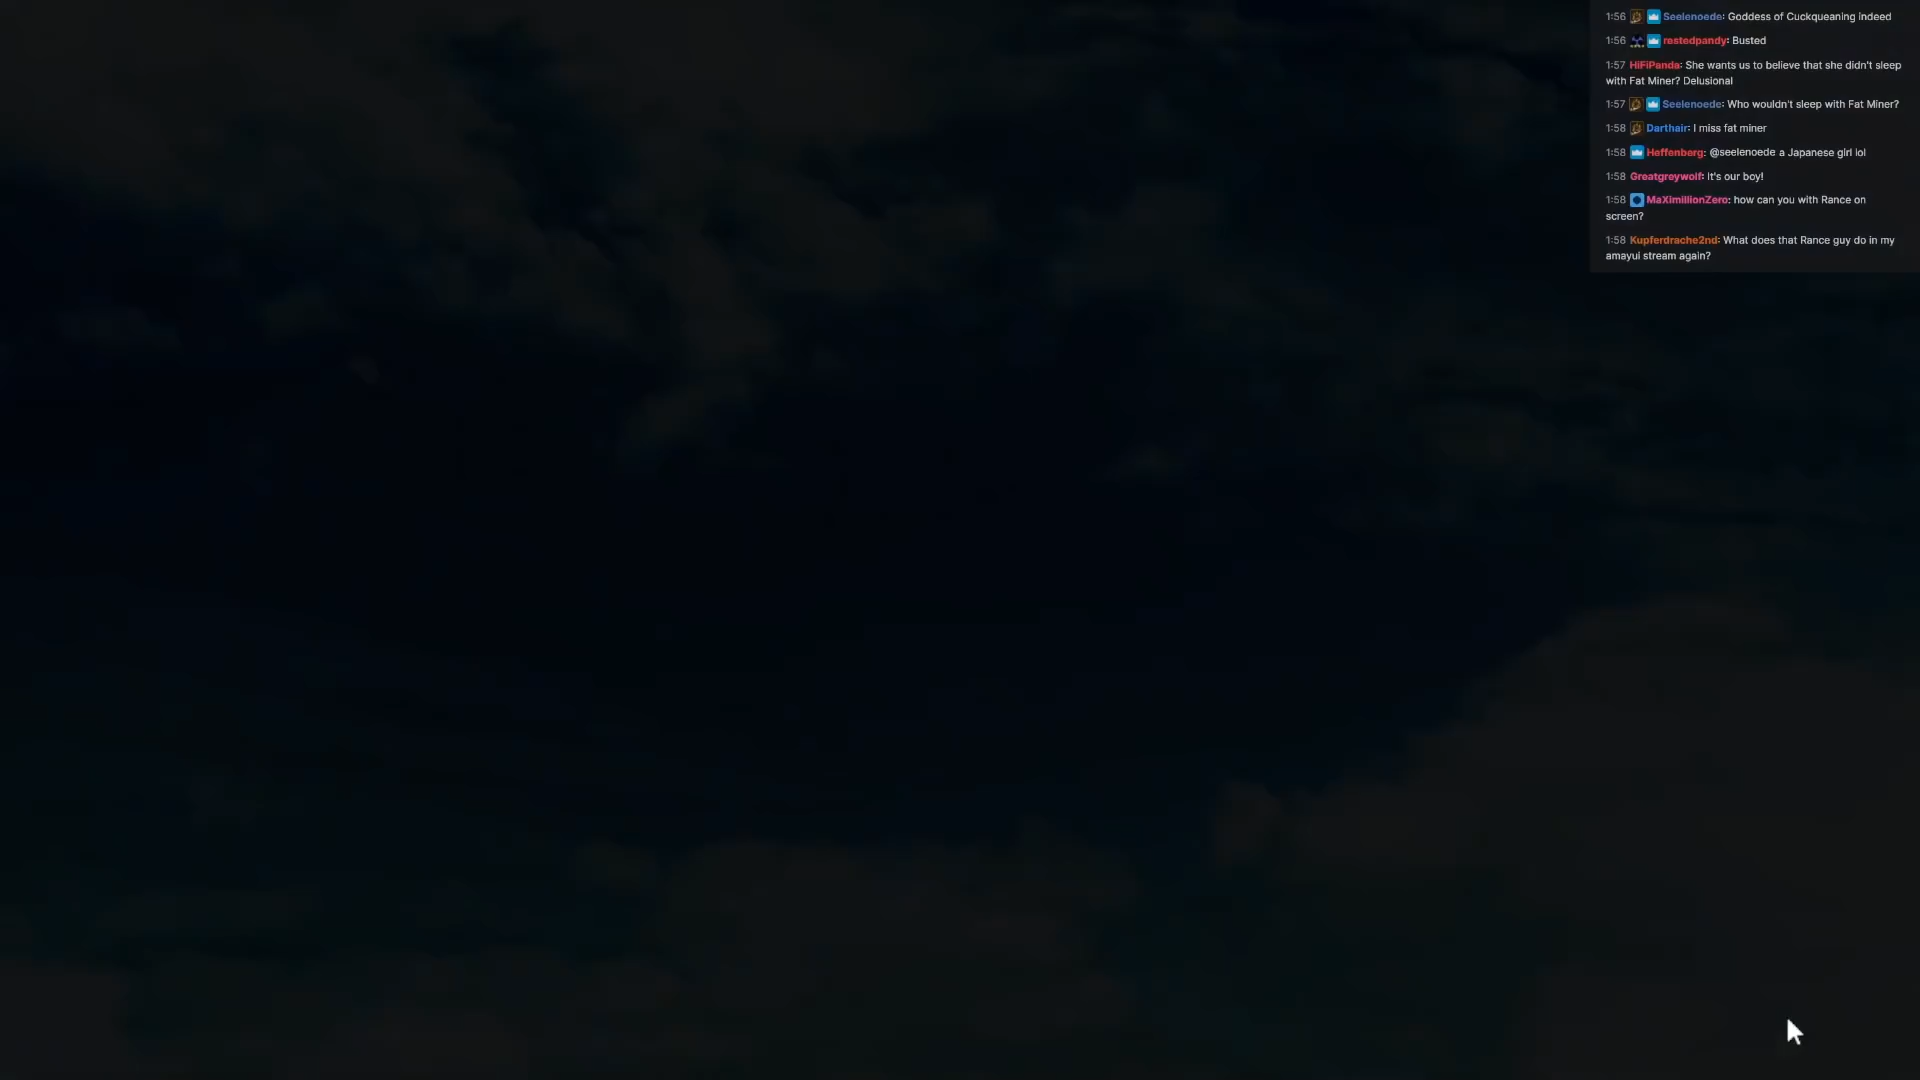 1:56 Seelenoede: Goddess of Cuckqueaning indeed
1:56 restedpandy: Busted
1:57 HiFiPanda: She wants us to believe that she didn't sleep
with Fat Miner? Delusional
1:57 Seelenoede: Who wouldn't sleep with Fat Miner?
1:58 Darthair: I miss fat miner
1:58 Heffenberg: @seelenoede a Japanese girl lol
1:58 Greatgreywolf: It's our boy!
1:58 MaXimillionZero: how can you with Rance on
screen?
1:58 Kupferdrache2nd: What does that Rance guy do in my
amayui stream again?